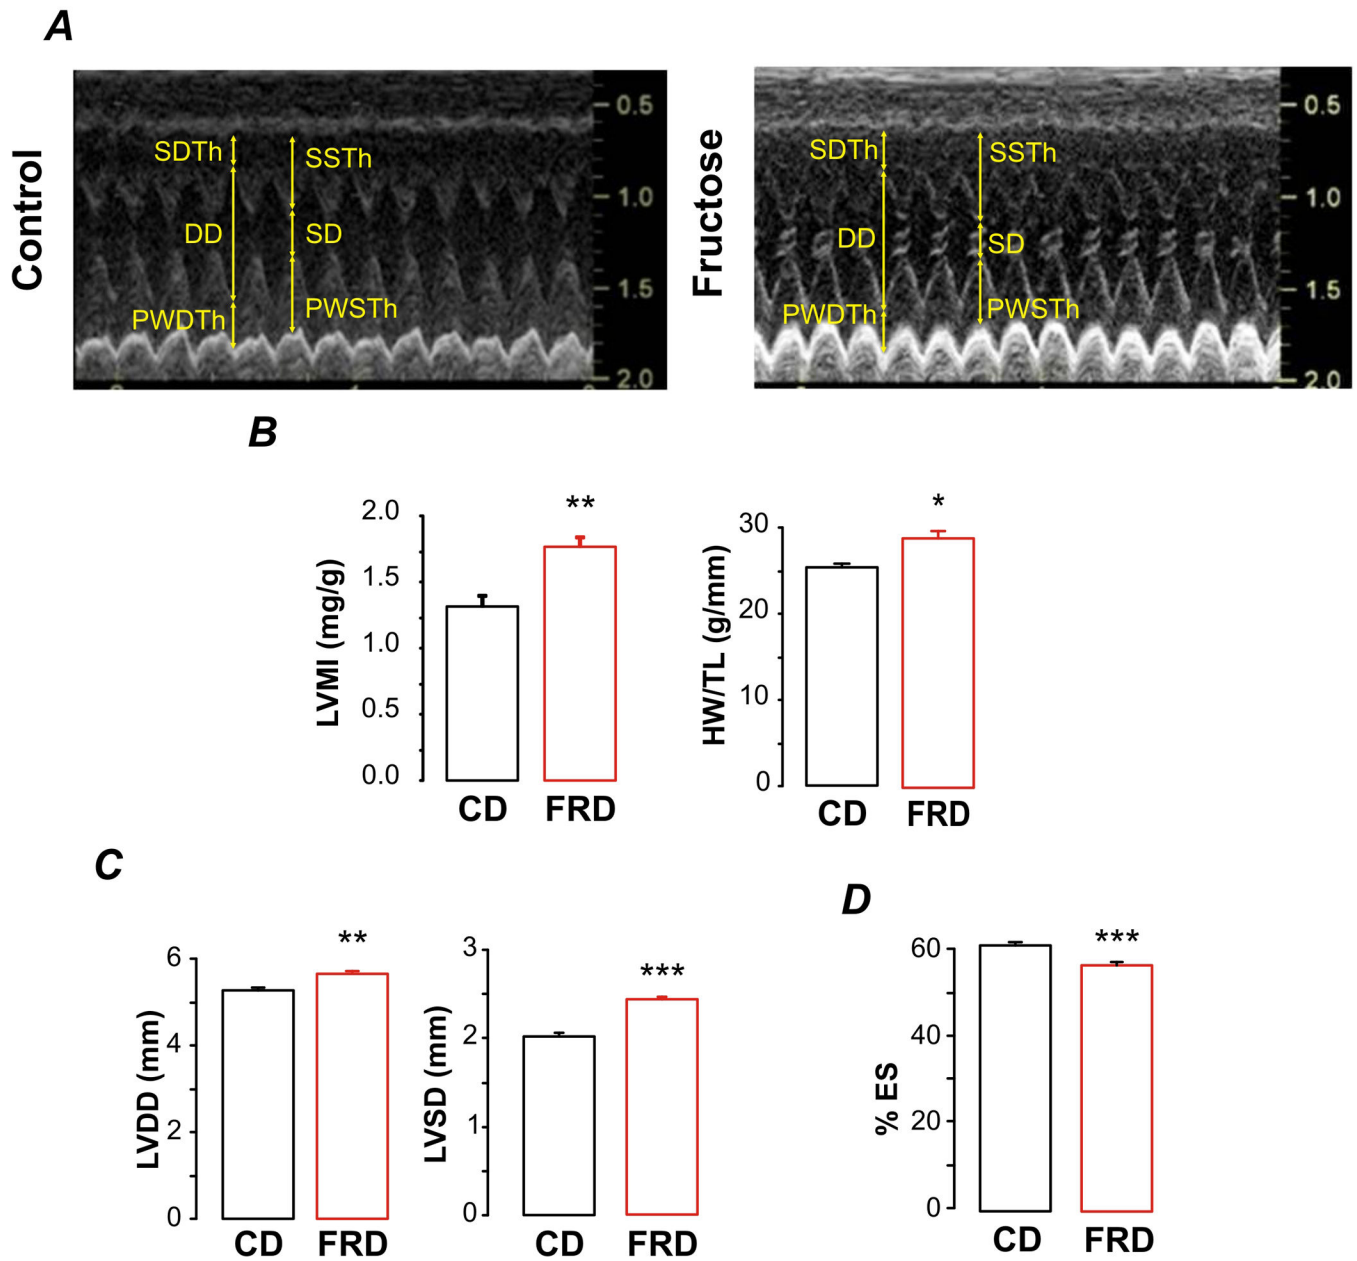 A
Control
SDTh
SSTh
DD
SD
PWDTh
PWSTh
0.5
1.0
1.5
2.0
Fructose
SDTh
SSTh
DD
SD
PWDTh
PWSTh
0.5
1.0
1.5
2.0
B
LVMI (mg/g)
2.0
1.5
1.0
0.5
0.0
**
CD
FRD
HW/TL (g/mm)
30
20
10
0
*
CD
FRD
C
LVDD (mm)
6
4
2
0
**
CD
FRD
LVSD (mm)
3
2
1
0
***
CD
FRD
D
% ES
60
40
20
0
***
CD
FRD